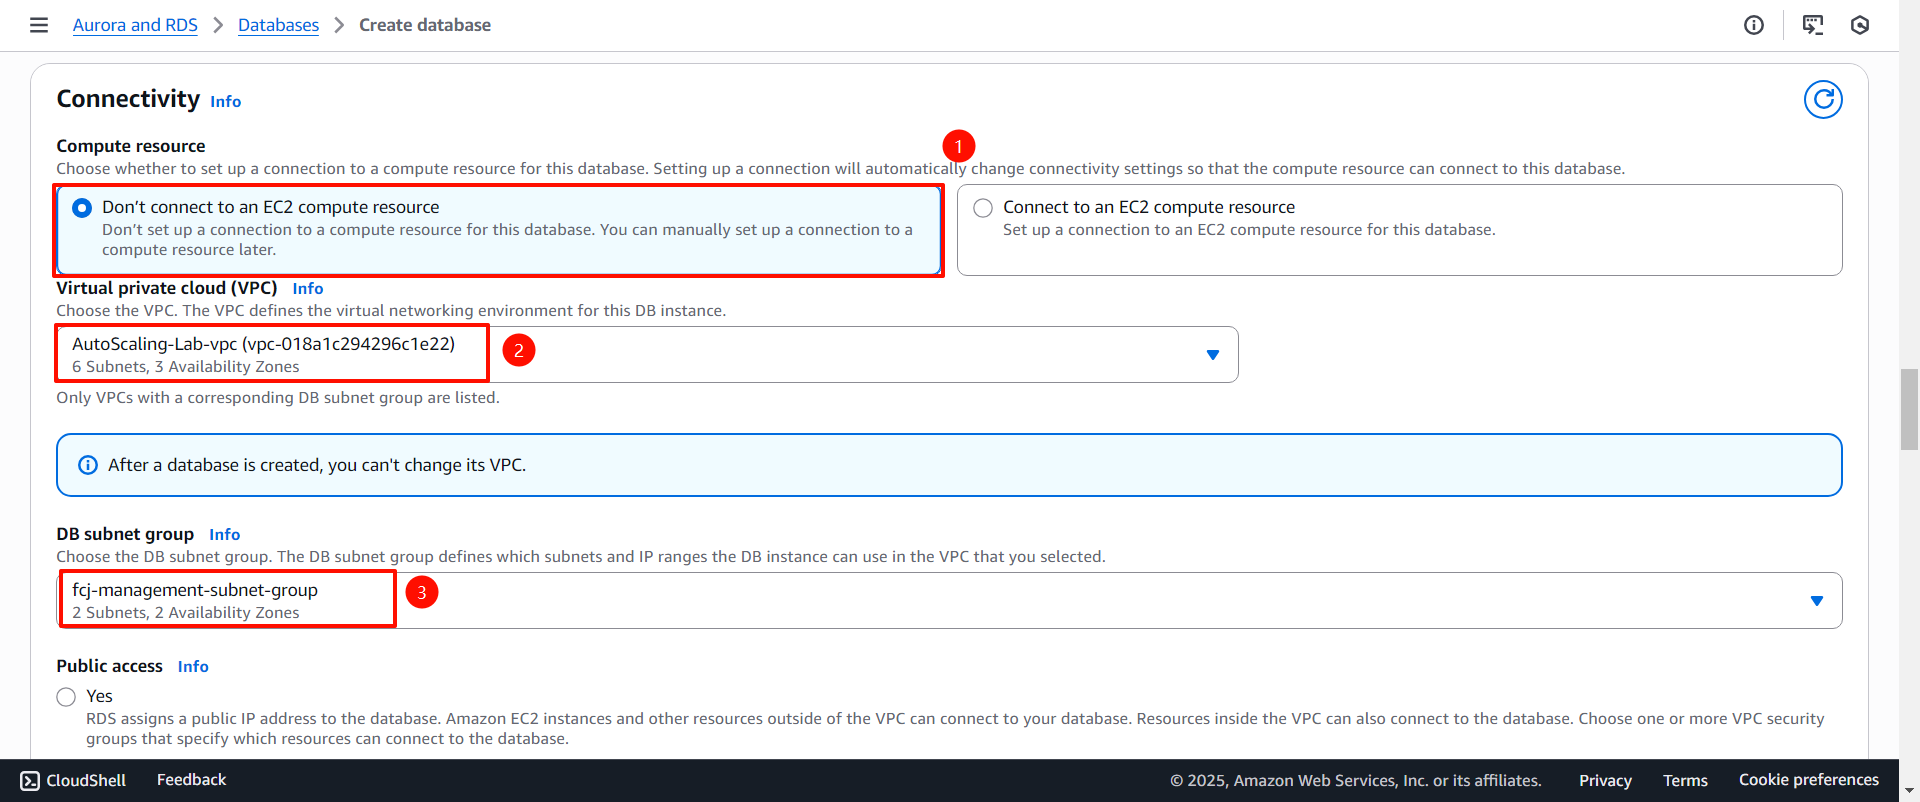 Aurora and RDS > Databases > Create database
Connectivity Info
Compute resource
1
Choose whether to set up a connection to a compute resource for this database. Setting up a connection will automatically change connectivity settings so that the compute resource can connect to this database.
Don’t connect to an EC2 compute resource
Don’t set up a connection to a compute resource for this database. You can manually set up a connection to a
compute resource later.
Connect to an EC2 compute resource
Set up a connection to an EC2 compute resource for this database.
Virtual private cloud (VPC) Info
Choose the VPC. The VPC defines the virtual networking environment for this DB instance.
AutoScaling-Lab-vpc (vpc-018a1c294296c1e22)
6 Subnets, 3 Availability Zones
2
Only VPCs with a corresponding DB subnet group are listed.
After a database is created, you can't change its VPC.
DB subnet group Info
Choose the DB subnet group. The DB subnet group defines which subnets and IP ranges the DB instance can use in the VPC that you selected.
fcj-management-subnet-group
2 Subnets, 2 Availability Zones
3
Public access Info
Yes
RDS assigns a public IP address to the database. Amazon EC2 instances and other resources outside of the VPC can connect to your database. Resources inside the VPC can also connect to the database. Choose one or more VPC security
groups that specify which resources can connect to the database.
CloudShell Feedback © 2025, Amazon Web Services, Inc. or its affiliates. Privacy Terms Cookie preferences